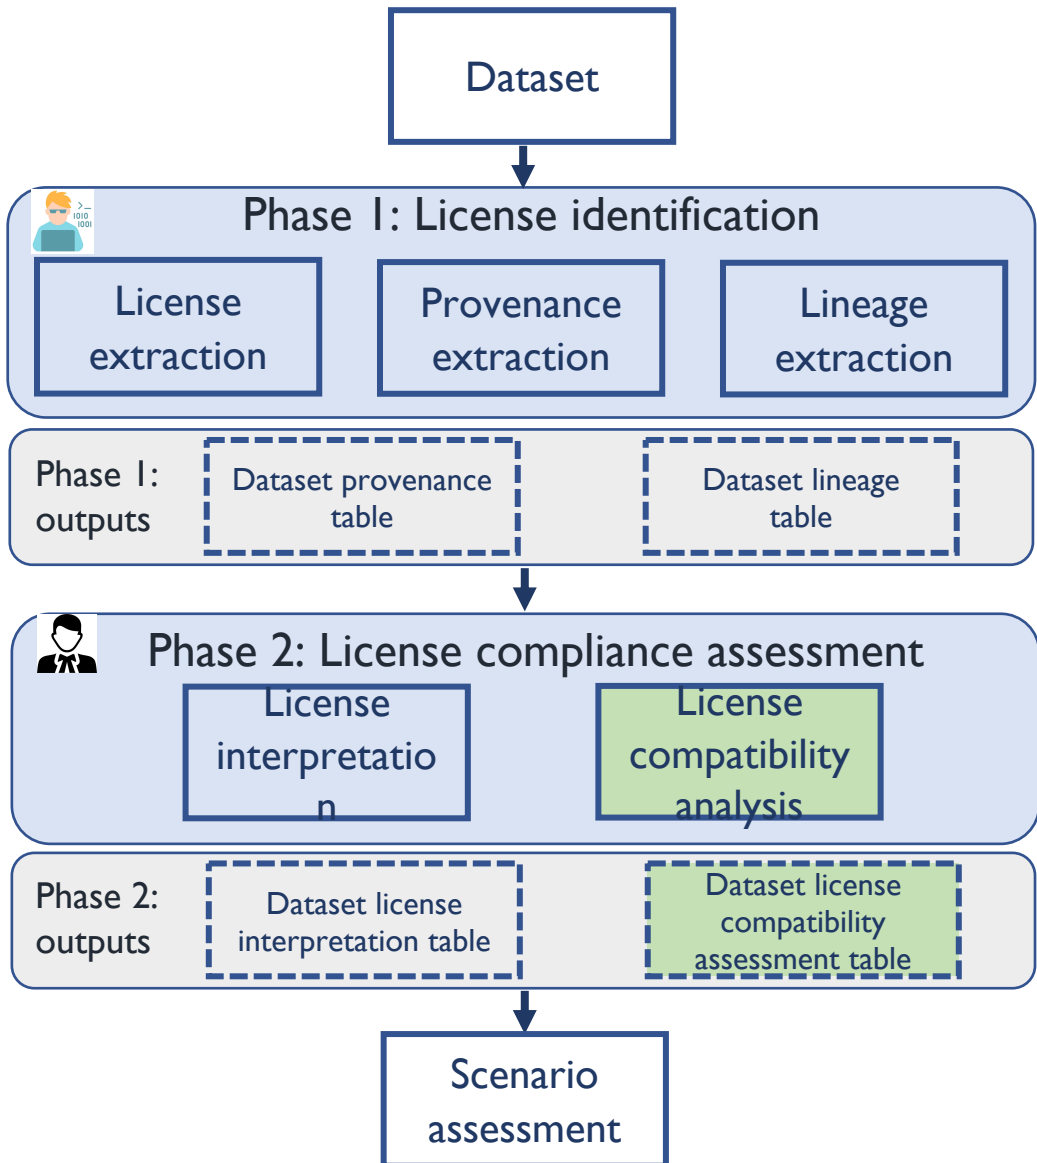 Dataset
>_
1010
1001
Phase 1: License identification
License
extraction
Provenance
extraction
Lineage
extraction
Phase 1:
outputs
Dataset provenance
table
Dataset lineage
table
Phase 2: License compliance assessment
License
interpretatio
n
License
compatibility
analysis
Phase 2:
outputs
Dataset license
interpretation table
Dataset license
compatibility
assessment table
Scenario
assessment